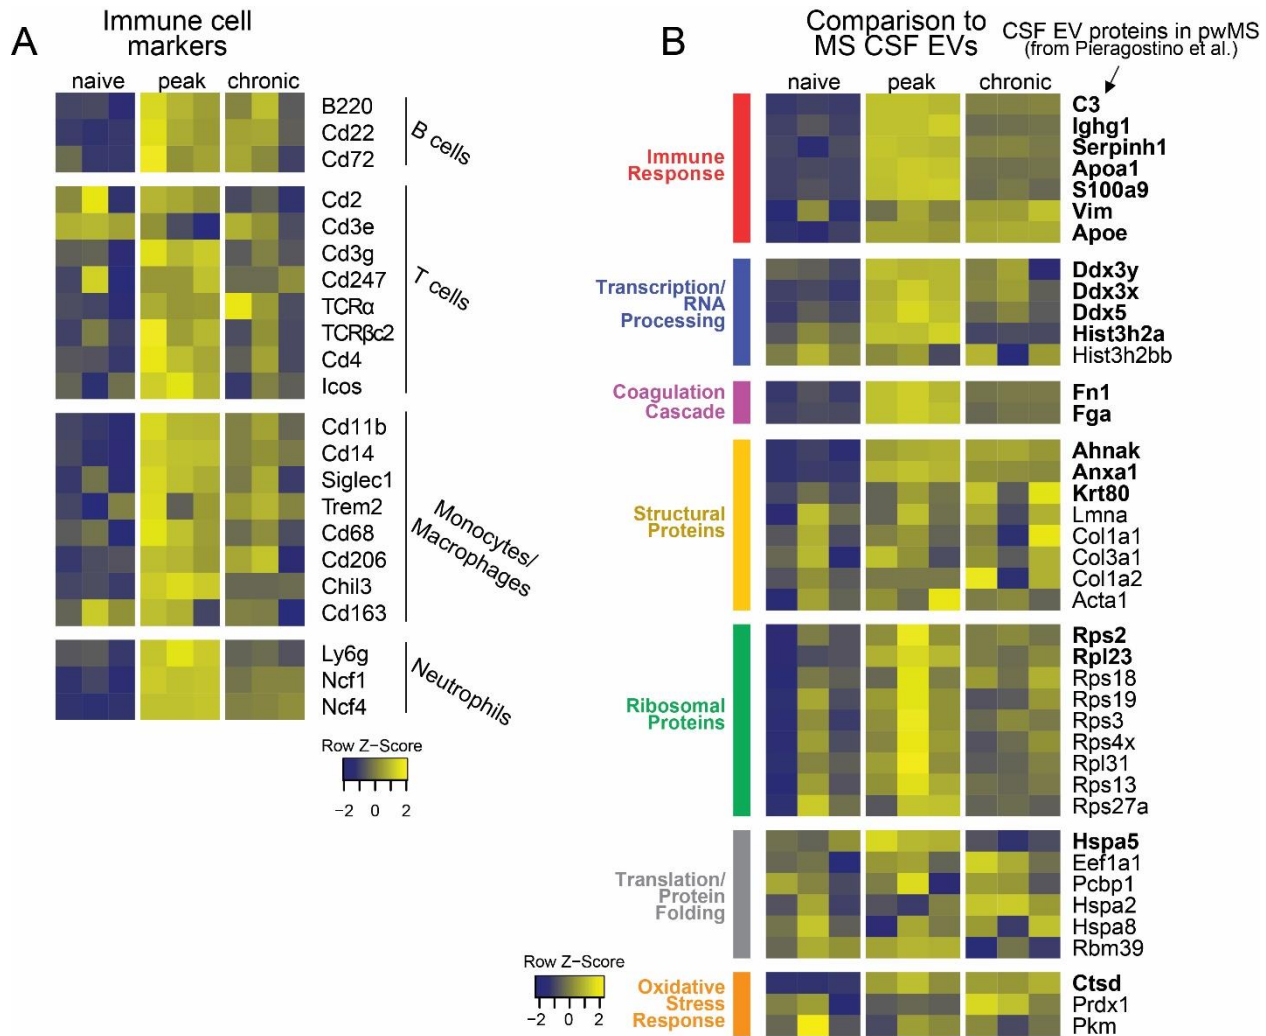 A
Immune cell
markers
naive peak chronic
B220
Cd22
Cd72
B cells
Cd2
Cd3e
Cd3g
Cd247
TCRα
TCRβc2
Cd4
Icos
T cells
Cd11b
Cd14
Siglec1
Trem2
Cd68
Cd206
Chil3
Cd163
Monocytes/
Macrophages
Ly6g
Ncf1
Ncf4
Neutrophils
Row Z−Score
−2 0 2
B
Comparison to
MS CSF EVs
CSF EV proteins in pwMS
(from Pieragostino et al.)
naive peak chronic
Immune
Response
C3
Ighg1
Serpinh1
Apoa1
S100a9
Vim
Apoe
Transcription/
RNA
Processing
Ddx3y
Ddx3x
Ddx5
Hist3h2a
Hist3h2bb
Coagulation
Cascade
Fn1
Fga
Structural
Proteins
Ahnak
Anxa1
Krt80
Lmna
Col1a1
Col3a1
Col1a2
Acta1
Ribosomal
Proteins
Rps2
Rpl23
Rps18
Rps19
Rps3
Rps4x
Rpl31
Rps13
Rps27a
Translation/
Protein
Folding
Hspa5
Eef1a1
Pcbp1
Hspa2
Hspa8
Rbm39
Oxidative
Stress
Response
Ctsd
Prdx1
Pkm
Row Z−Score
−2 0 2